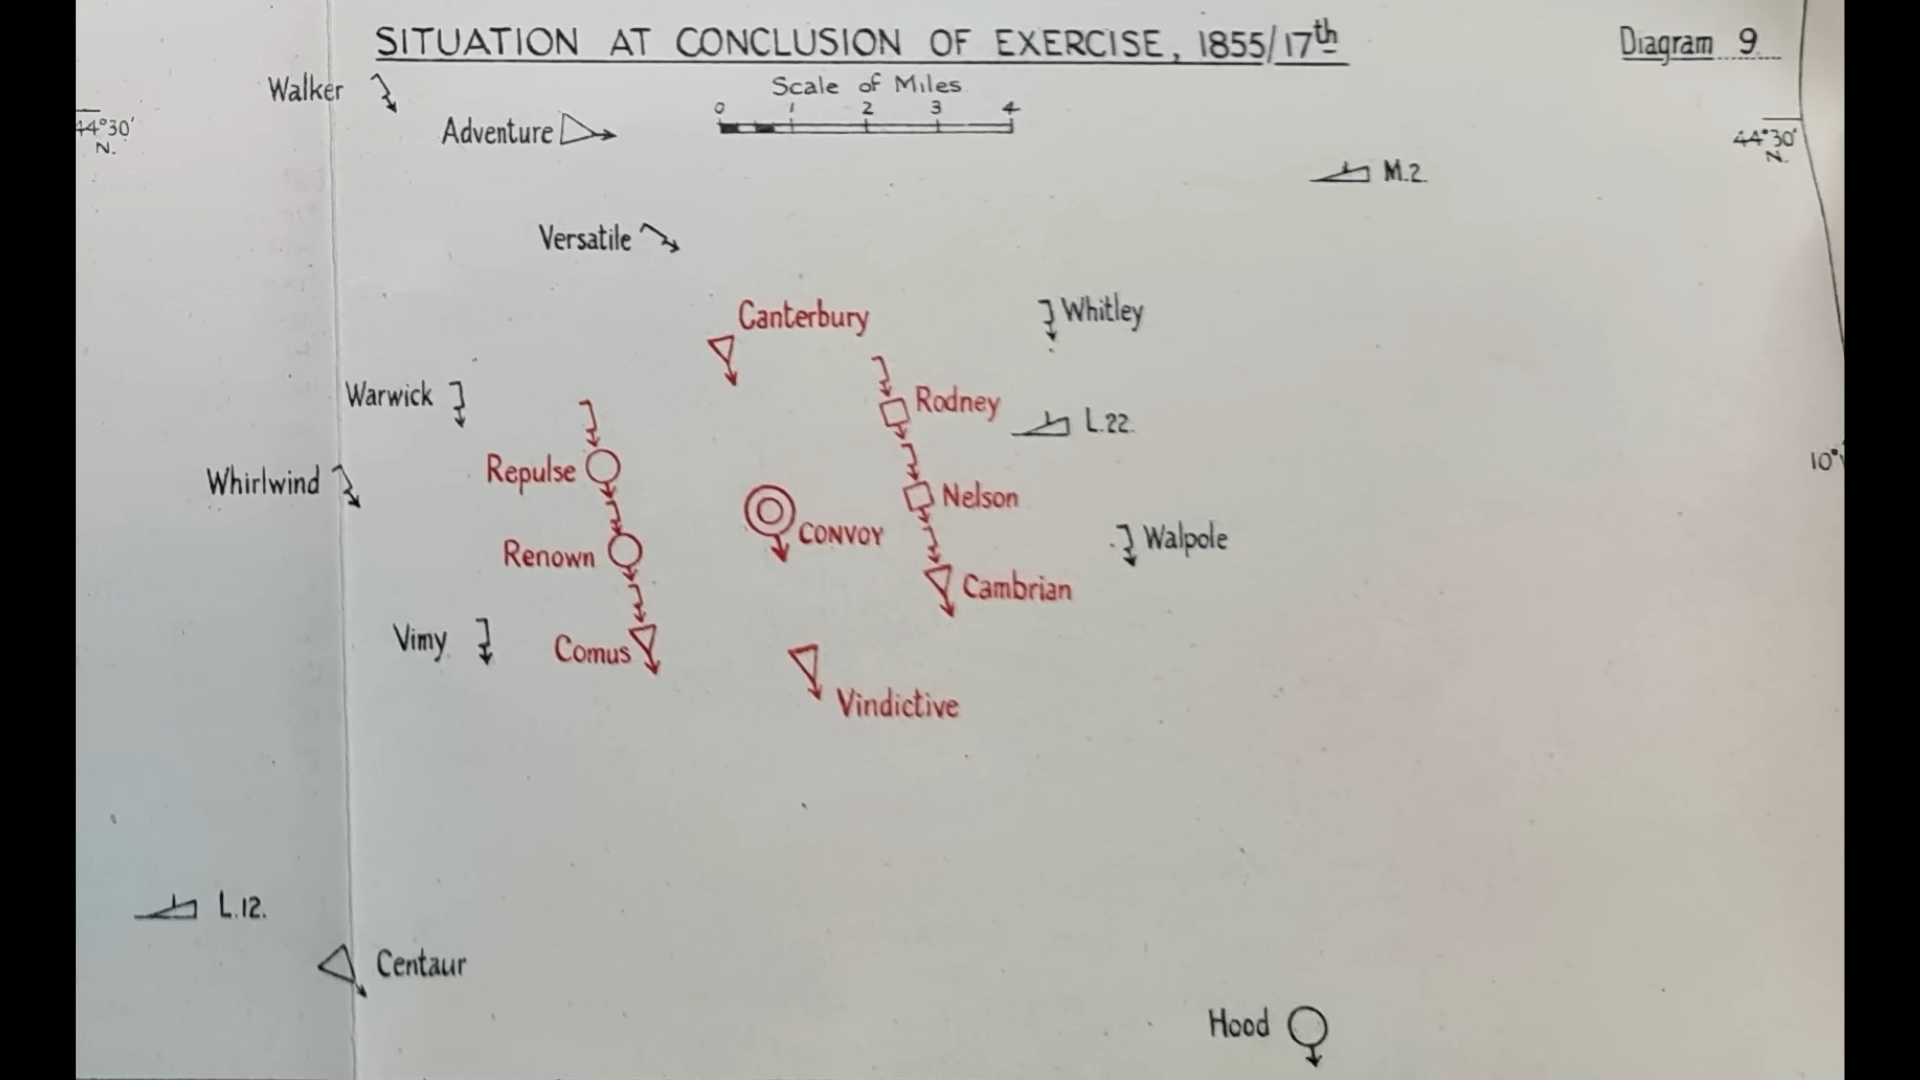 SITUATION AT CONCLUSION OF EXERCISE, 1855/17th
Diagram 9
Scale of Miles
0 1 2 3 4
Walker
Adventure
44°30'
N.
44°30'
N.
M.2.
Versatile
Canterbury
Whitley
Warwick
Rodney
L.22.
10°
Repulse
Whirlwind
Nelson
CONVOY
Walpole
Renown
Cambrian
Vimy
Comus
Vindictive
L.12.
Centaur
Hood